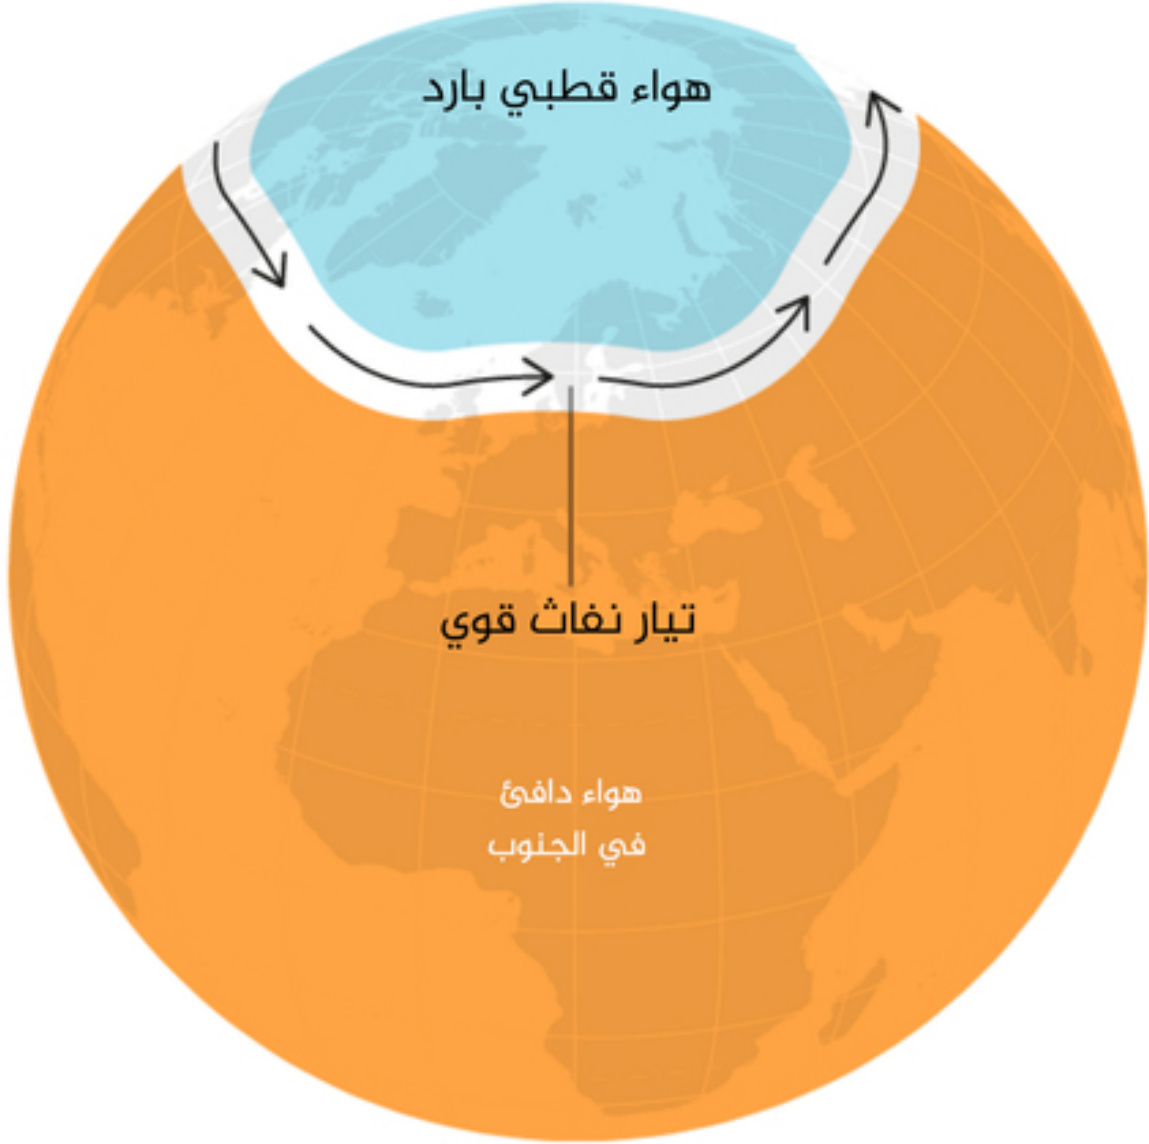 هواء قطبي بارد
تيار نفاث قوي
هواء دافئ
في الجنوب